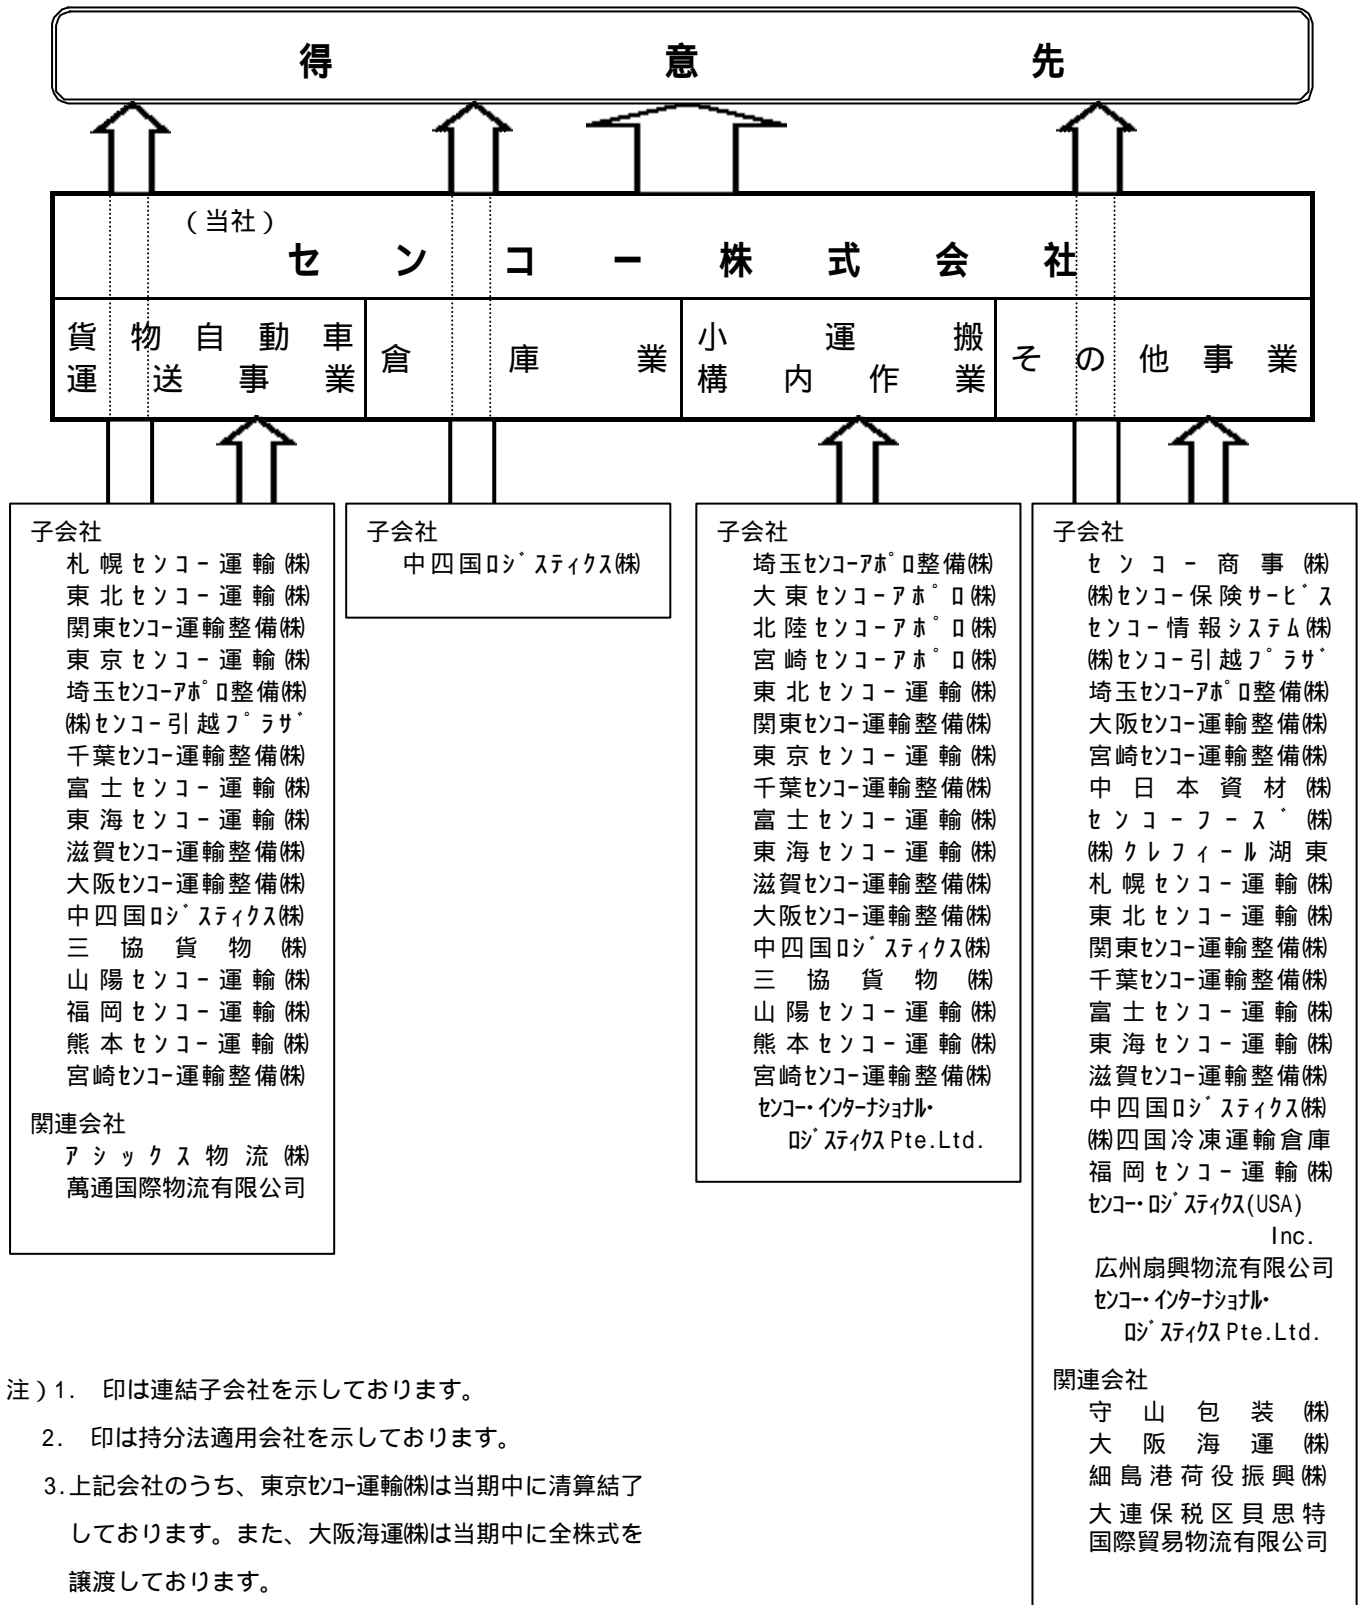 得意先
（当社）
センコー株式会社
貨物自動車
運送事業
倉庫業
小運搬
構内作業
その他事業
子会社
札幌センコー運輸㈱
東北センコー運輸㈱
関東センコー運輸整備㈱
東京センコー運輸㈱
埼玉センコーアポロ整備㈱
㈱センコー引越プラザ
千葉センコー運輸整備㈱
富士センコー運輸㈱
東海センコー運輸㈱
滋賀センコー運輸整備㈱
大阪センコー運輸整備㈱
中四国ロジスティクス㈱
三協貨物㈱
山陽センコー運輸㈱
福岡センコー運輸㈱
熊本センコー運輸㈱
宮崎センコー運輸整備㈱
関連会社
アシックス物流㈱
萬通国際物流有限公司
子会社
中四国ロジスティクス㈱
子会社
埼玉センコーアポロ整備㈱
大東センコーアポロ㈱
北陸センコーアポロ㈱
宮崎センコーアポロ㈱
東北センコー運輸㈱
関東センコー運輸整備㈱
東京センコー運輸㈱
千葉センコー運輸整備㈱
富士センコー運輸㈱
東海センコー運輸㈱
滋賀センコー運輸整備㈱
大阪センコー運輸整備㈱
中四国ロジスティクス㈱
三協貨物㈱
山陽センコー運輸㈱
熊本センコー運輸㈱
宮崎センコー運輸整備㈱
センコー・インターナショナル・
ロジスティクスPte.Ltd.
子会社
センコー商事㈱
㈱センコー保険サービス
センコー情報システム㈱
㈱センコー引越プラザ
埼玉センコーアポロ整備㈱
大阪センコー運輸整備㈱
宮崎センコー運輸整備㈱
中日本資材㈱
センコーフーズ㈱
㈱クレフィール湖東
札幌センコー運輸㈱
東北センコー運輸㈱
関東センコー運輸整備㈱
千葉センコー運輸整備㈱
富士センコー運輸㈱
東海センコー運輸㈱
滋賀センコー運輸整備㈱
中四国ロジスティクス㈱
㈱四国冷凍運輸倉庫
福岡センコー運輸㈱
センコー・ロジスティクス(USA)
Inc.
広州扇興物流有限公司
センコー・インターナショナル・
ロジスティクスPte.Ltd.
関連会社
守山包装㈱
大阪海運㈱
細島港荷役振興㈱
大連保税区貝思特
国際貿易物流有限公司
注）1.　印は連結子会社を示しております。
2.　印は持分法適用会社を示しております。
3.上記会社のうち、東京センコー運輸㈱は当期中に清算結了
しております。また、大阪海運㈱は当期中に全株式を
譲渡しております。